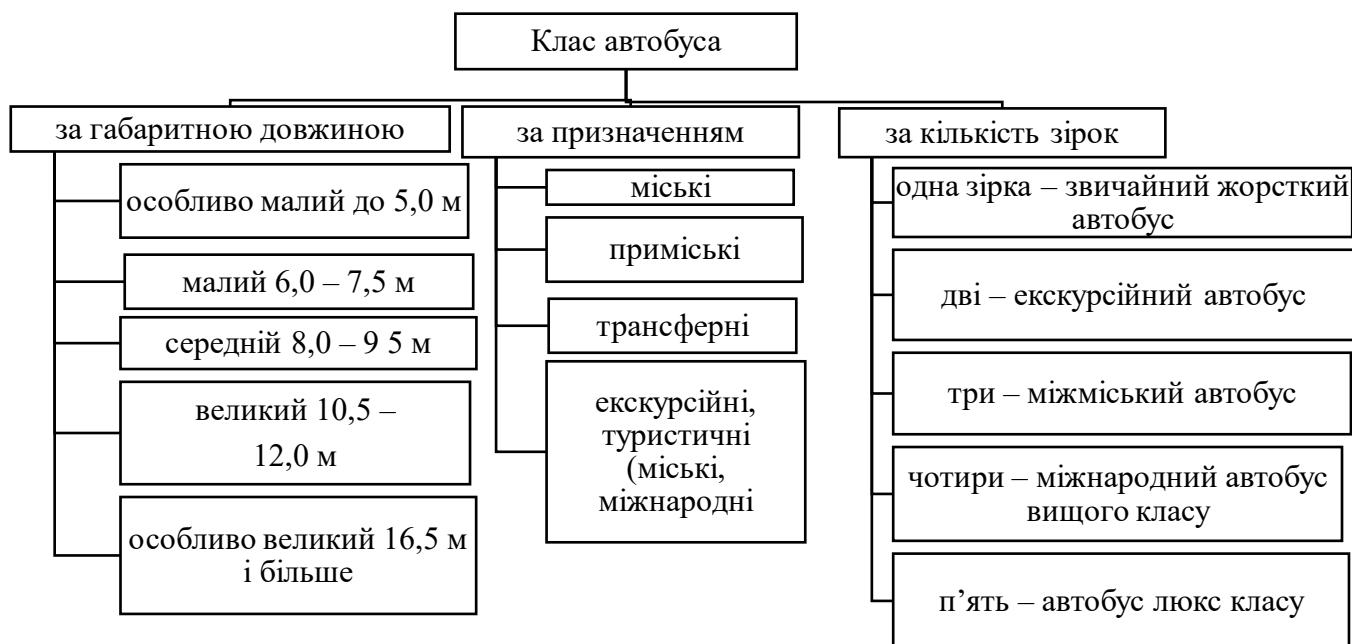 Клас автобуса
за габаритною довжиною
особливо малий до 5,0 м
малий 6,0 – 7,5 м
середній 8,0 – 9 5 м
великий 10,5 –
12,0 м
особливо великий 16,5 м
і більше
за призначенням
міські
приміські
трансферні
екскурсійні,
туристичні
(міські,
міжнародні
за кількість зірок
одна зірка – звичайний жорсткий
автобус
дві – екскурсійний автобус
три – міжміський автобус
чотири – міжнародний автобус
вищого класу
п’ять – автобус люкс класу